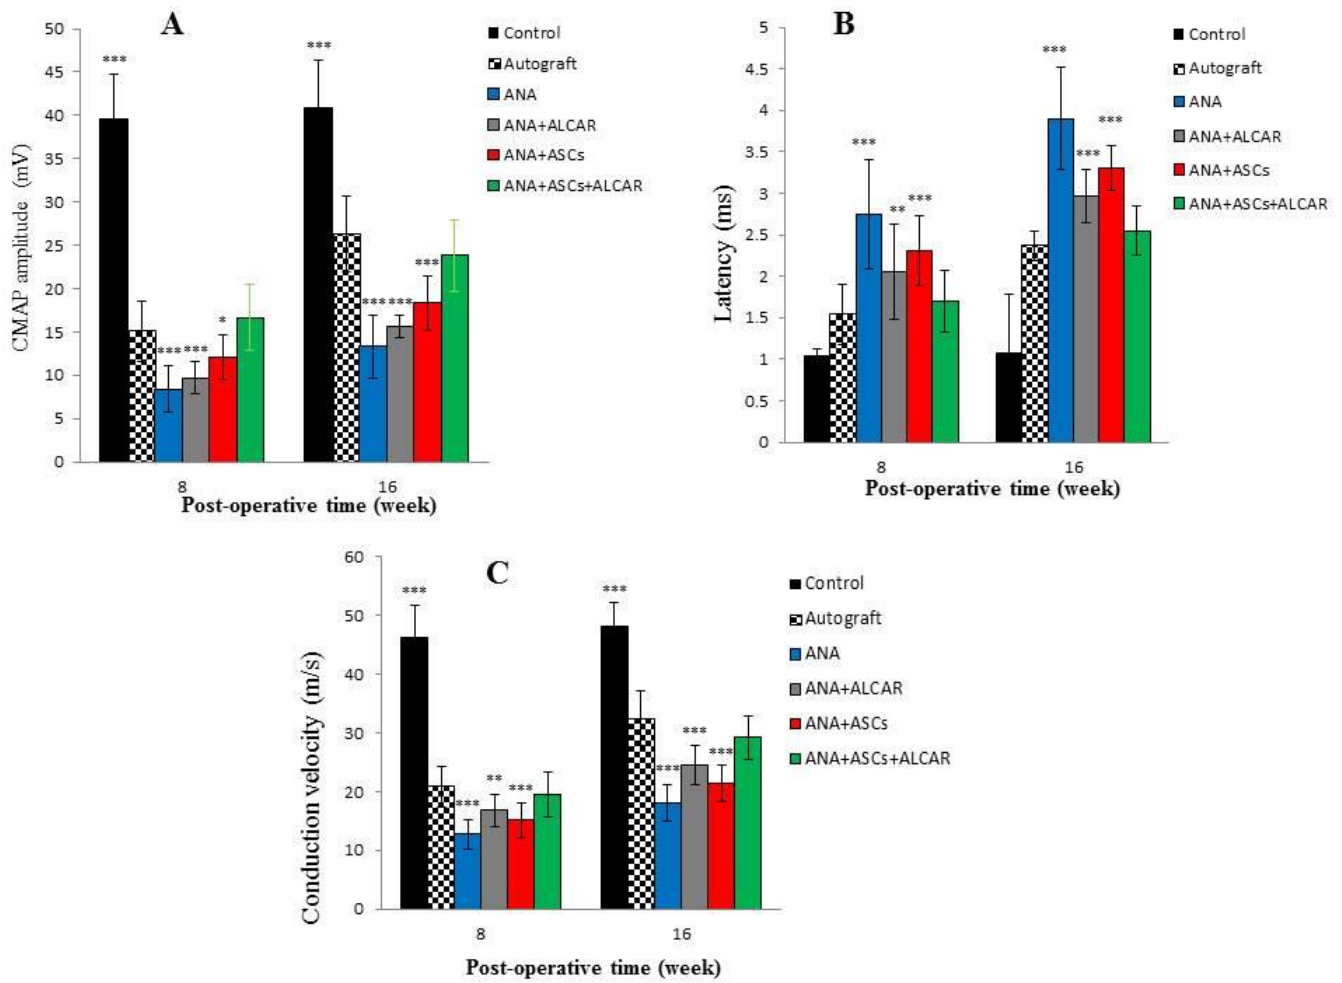 A
50
45
40
35
30
25
20
15
10
5
0
CMAP amplitude (mV)
***
***
***
*
***
***
***
***
8
16
Post-operative time (week)
Control
Autograft
ANA
ANA+ALCAR
ANA+ASCs
ANA+ASCs+ALCAR
B
5
4.5
4
3.5
3
2.5
2
1.5
1
0.5
0
Latency (ms)
***
**
***
***
***
***
8
16
Post-operative time (week)
Control
Autograft
ANA
ANA+ALCAR
ANA+ASCs
ANA+ASCs+ALCAR
C
60
50
40
30
20
10
0
Conduction velocity (m/s)
***
***
**
***
***
***
***
***
8
16
Post-operative time (week)
Control
Autograft
ANA
ANA+ALCAR
ANA+ASCs
ANA+ASCs+ALCAR